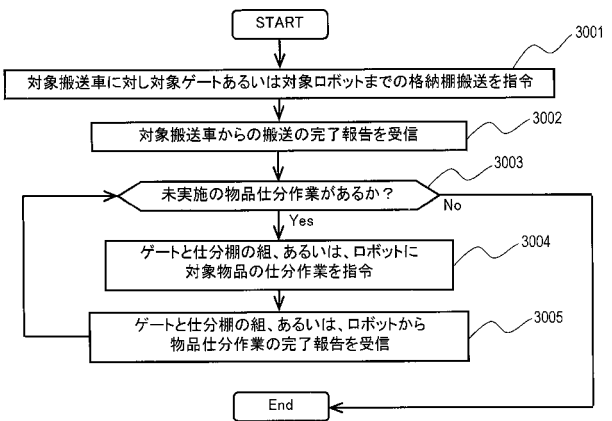 START
3001
対象搬送車に対し対象ゲートあるいは対象ロボットまでの格納棚搬送を指令
3002
対象搬送車からの搬送の完了報告を受信
3003
未実施の物品仕分作業があるか？
No
Yes
3004
ゲートと仕分棚の組、あるいは、ロボットに
対象物品の仕分作業を指令
3005
ゲートと仕分棚の組、あるいは、ロボットから
物品仕分作業の完了報告を受信
End